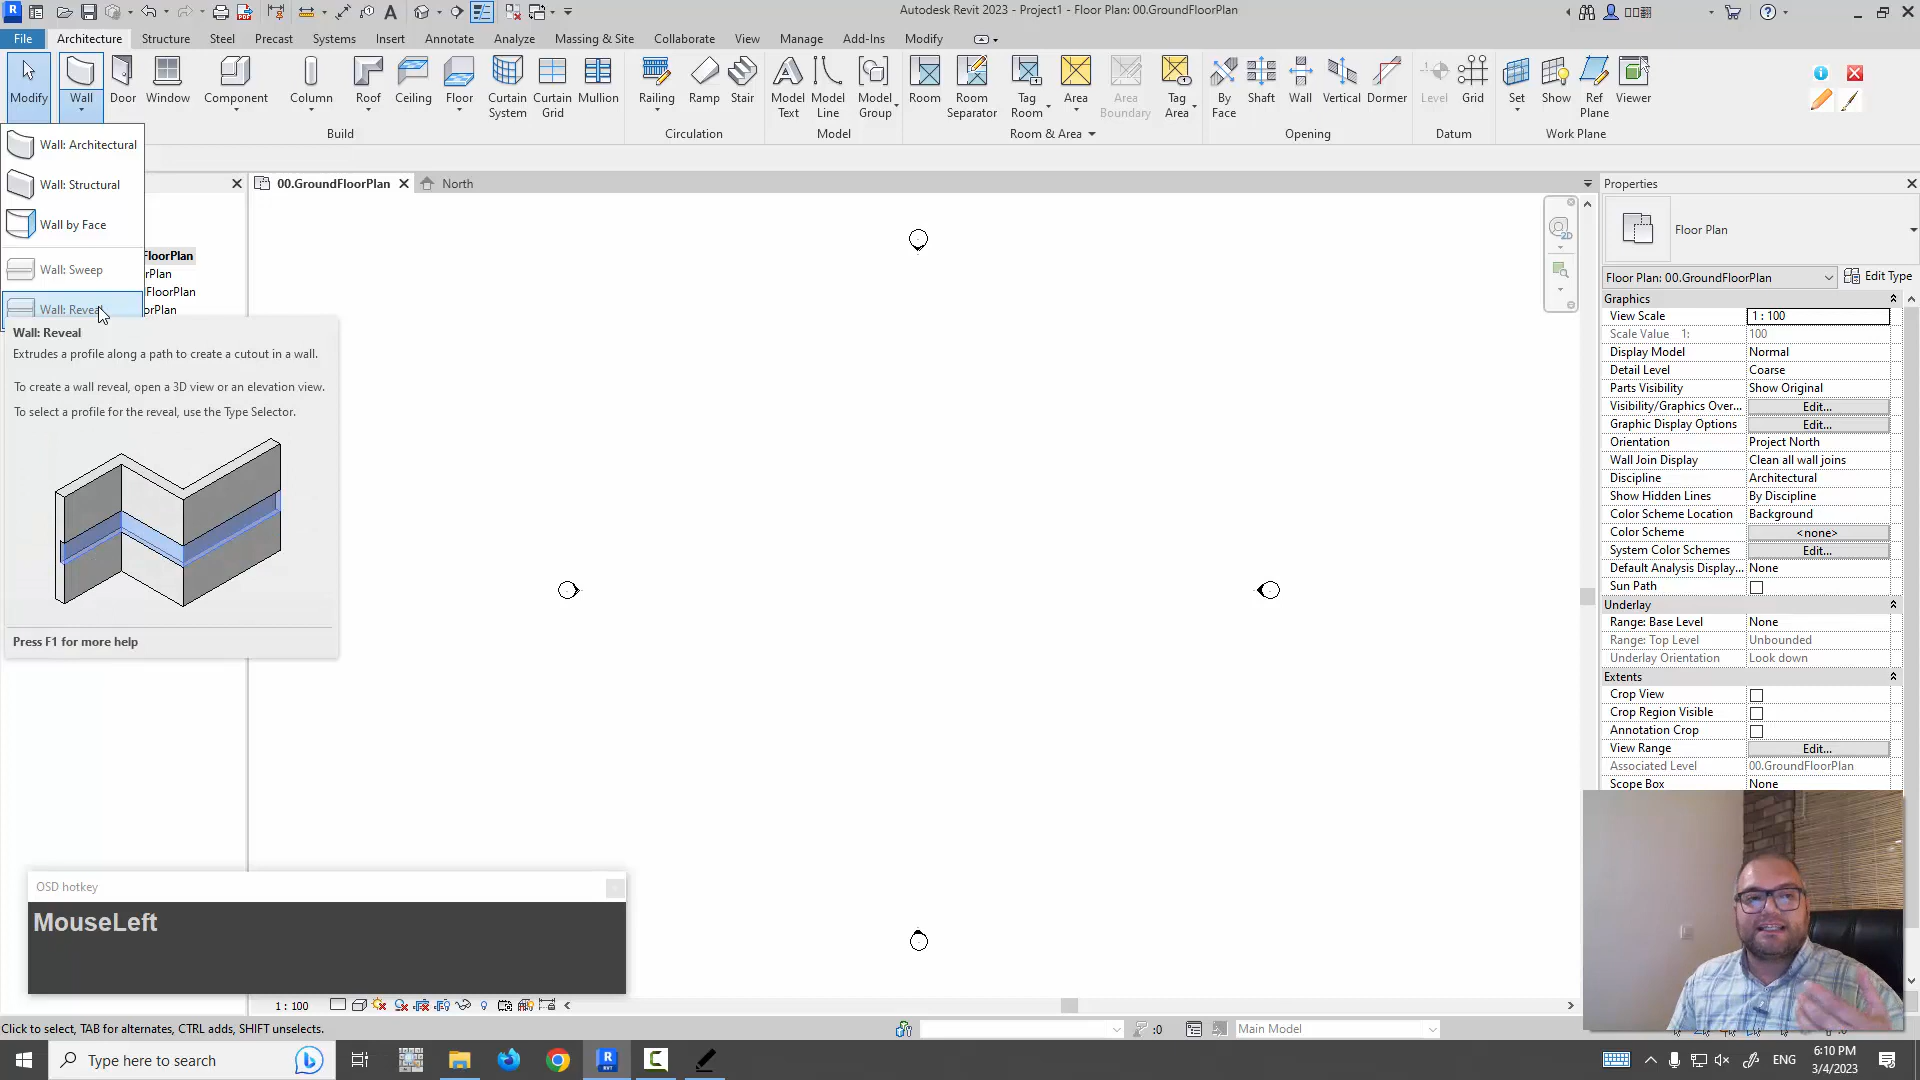 Autodesk Revit 2023 - Project1 - Floor Plan: 00.GroundFloorPlan
File Architecture Structure Steel Precast Systems Insert Annotate Analyze Massing & Site Collaborate View Manage Add-Ins Modify
Modify Wall Door Window Component Column Roof Ceiling Floor Curtain System Curtain Grid Mullion Railing Ramp Stair Model Text Model Line Model Group Room Room Separator Tag Room Area Area Boundary Tag Area By Face Shaft Wall Vertical Dormer Level Grid Set Show Ref Plane Viewer
Build Circulation Model Room & Area Opening Datum Work Plane
Wall: Architectural
Wall: Structural
Wall by Face
Wall: Sweep
Wall: Reveal
FloorPlan
rPlan
FloorPlan
orPlan
00.GroundFloorPlan North
Wall: Reveal
Extrudes a profile along a path to create a cutout in a wall.
To create a wall reveal, open a 3D view or an elevation view.
To select a profile for the reveal, use the Type Selector.
Press F1 for more help
2D
Properties
Floor Plan
Floor Plan: 00.GroundFloorPlan Edit Type
Graphics
View Scale 1 : 100
Scale Value 1: 100
Display Model Normal
Detail Level Coarse
Parts Visibility Show Original
Visibility/Graphics Over... Edit...
Graphic Display Options Edit...
Orientation Project North
Wall Join Display Clean all wall joins
Discipline Architectural
Show Hidden Lines By Discipline
Color Scheme Location Background
Color Scheme <none>
System Color Schemes Edit...
Default Analysis Display... None
Sun Path
Underlay
Range: Base Level None
Range: Top Level Unbounded
Underlay Orientation Look down
Extents
Crop View
Crop Region Visible
Annotation Crop
View Range Edit...
Associated Level 00.GroundFloorPlan
Scope Box None
OSD hotkey
MouseLeft
1 : 100
Click to select, TAB for alternates, CTRL adds, SHIFT unselects.
:0
Main Model
Type here to search
ENG
6:10 PM
3/4/2023